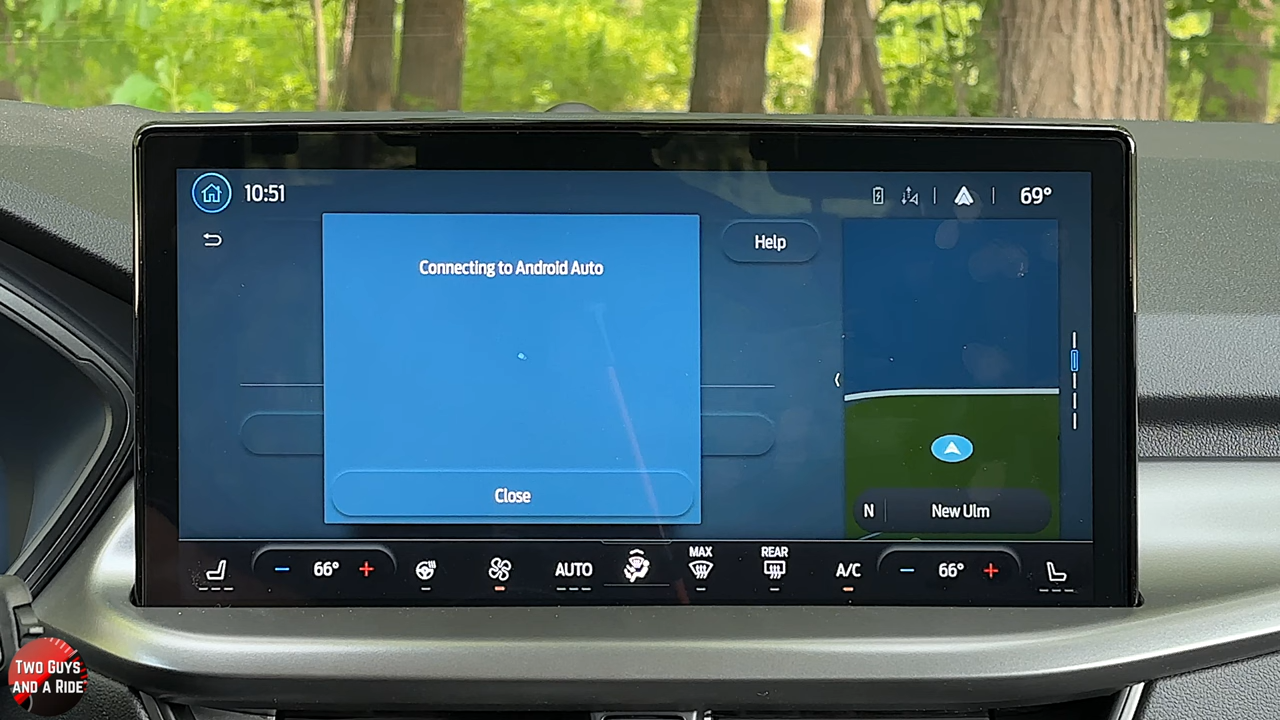 10:51
69°
Help
Connecting to Android Auto
Close
N
New Ulm
MAX
REAR
− 66° +
AUTO
A/C
− 66° +
TWO GUYS
AND A RIDE